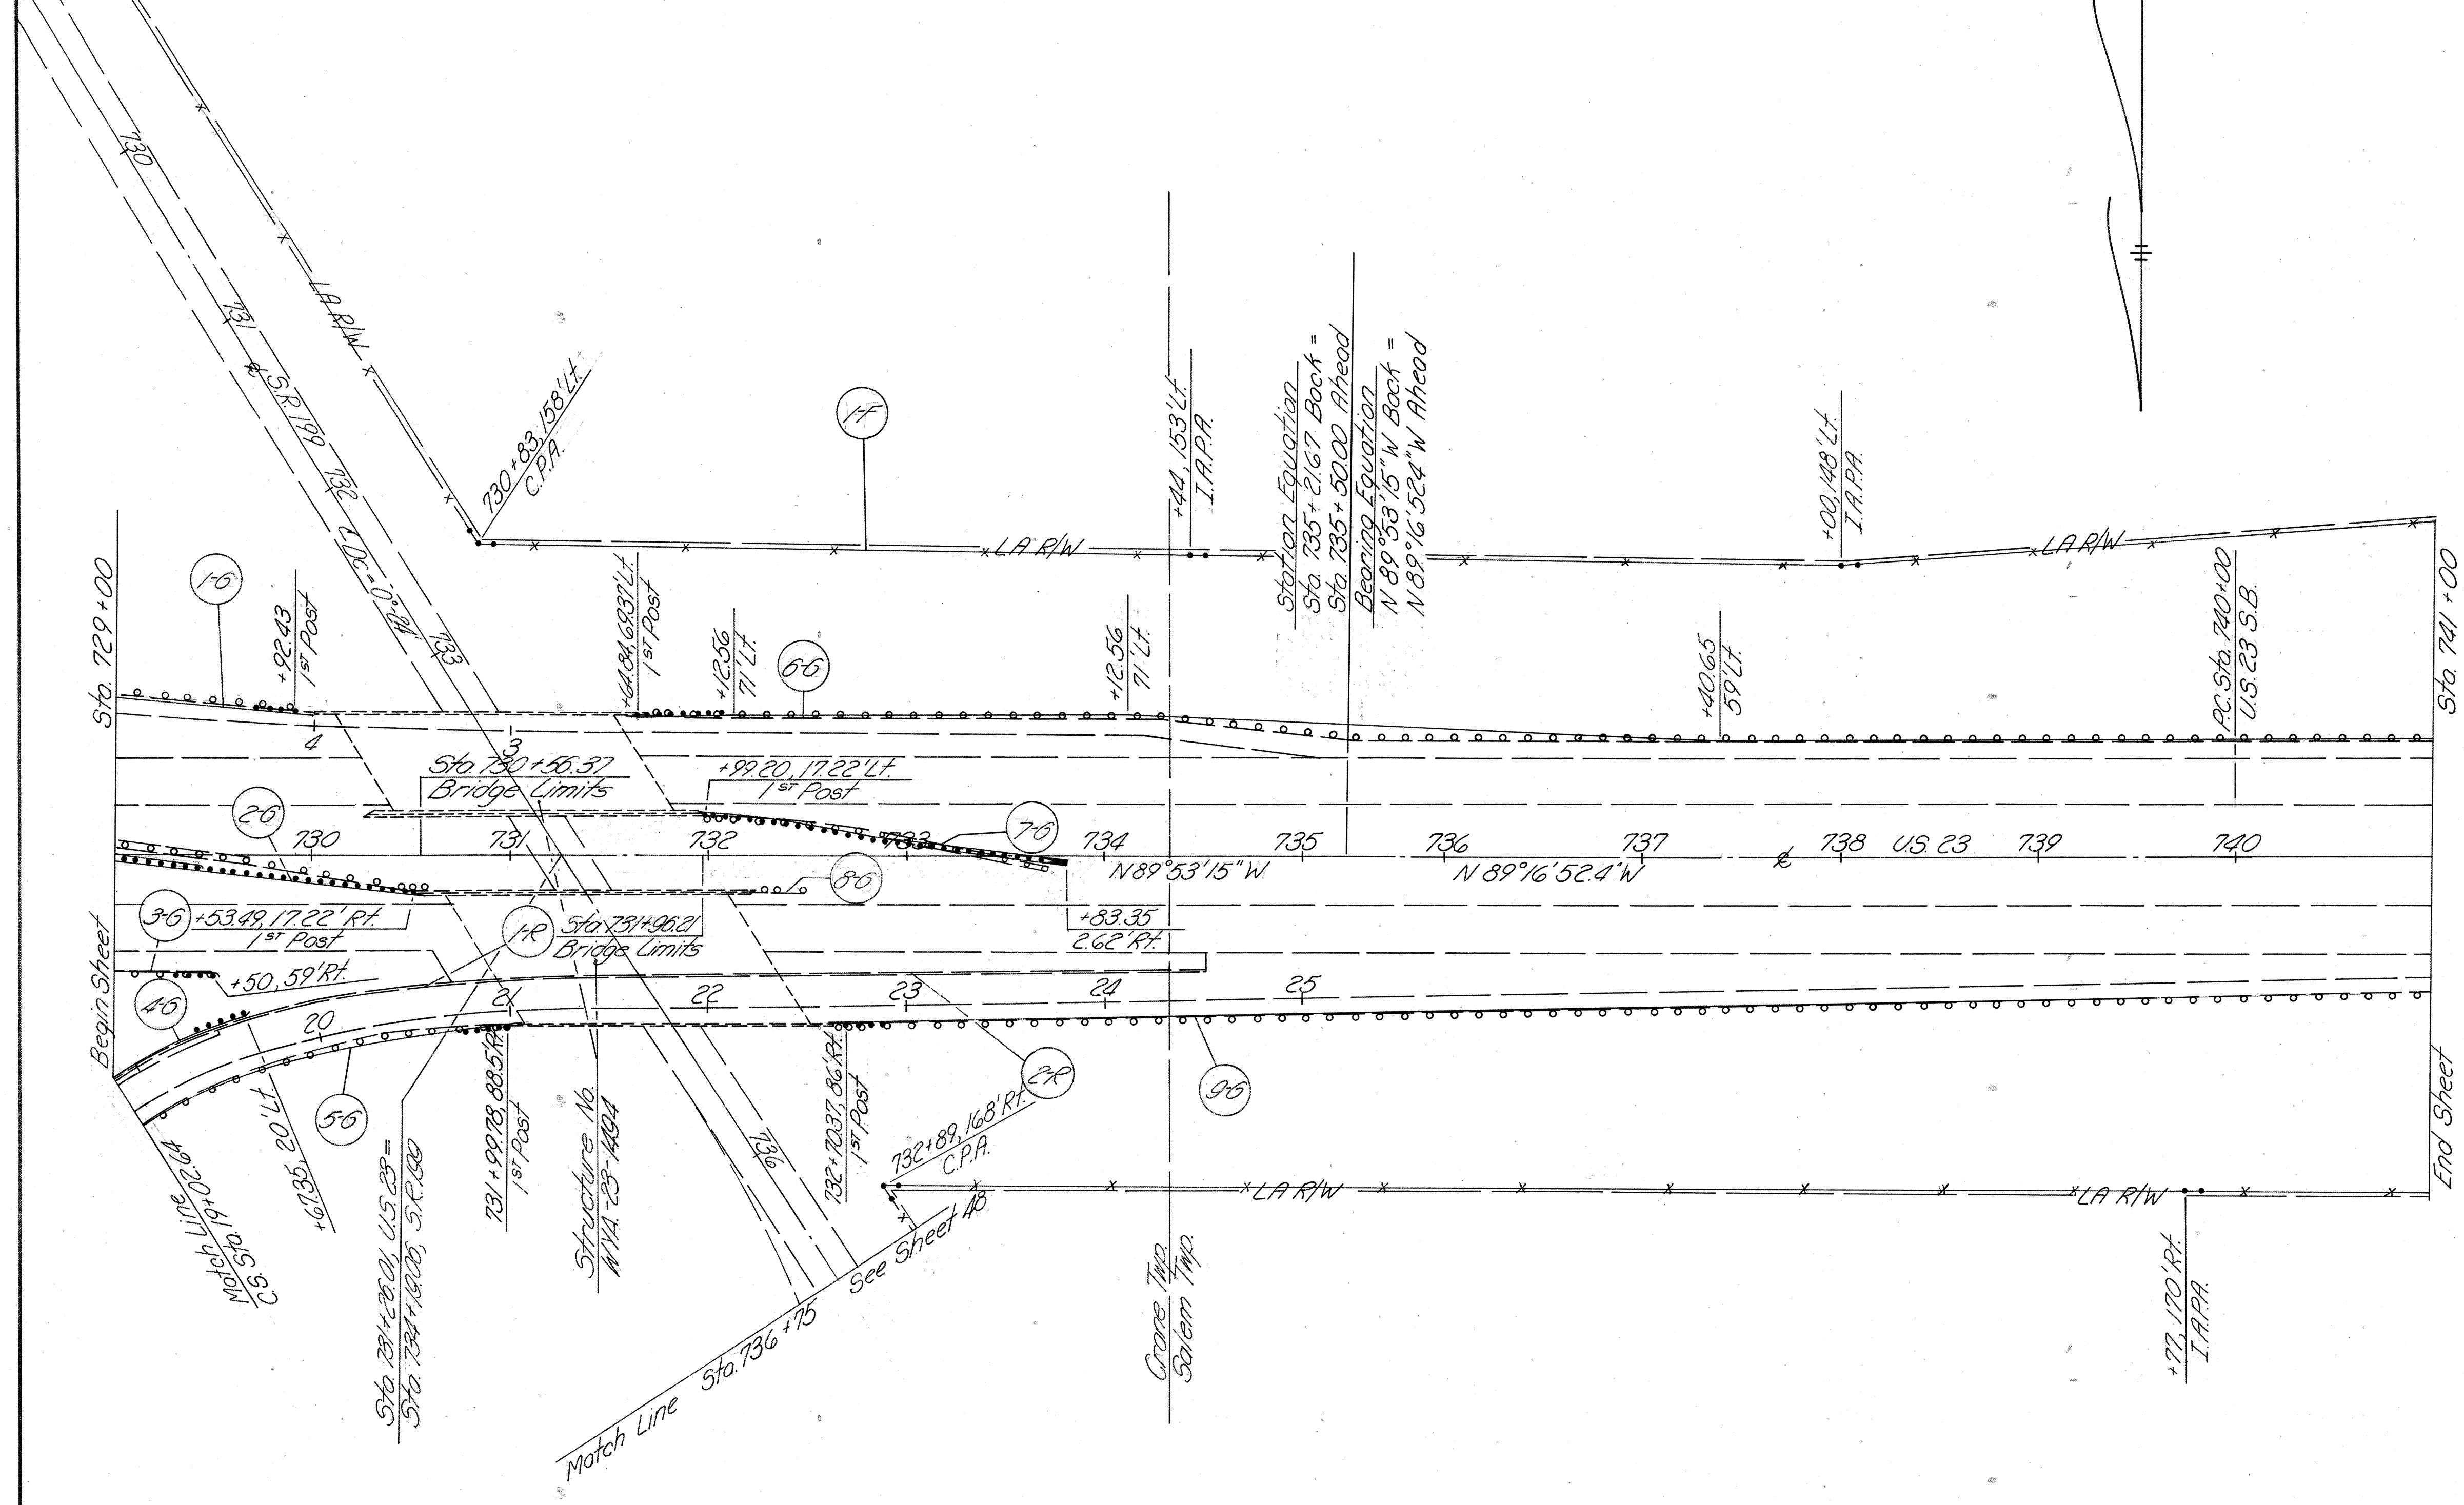 730
731
℄ S.R. 199
732
( Dc = 0°-24'
733
LA R/W
730+83, 158' Lt.
C.P.A.
1-F
LA R/W
+44, 153' Lt.
I.A.P.A.
Station Equation
Sta. 735+21.67 Back =
Sta. 735+50.00 Ahead
Bearing Equation
N 89°53'15" W Back =
N 89°16'52.4" W Ahead
+00, 148' Lt.
I.A.P.A.
LA R/W
P.C. Sta. 740+00
U.S. 23 S.B.
Sta. 741+00
Sta. 729+00
1-G
+92.43
1ST Post
+64.84, 69.37' Lt.
1ST Post
+12.56
71' Lt.
6-G
+12.56
71' Lt.
+40.65
59' Lt.
4
3
Sta. 730+56.37
Bridge Limits
+99.20, 17.22' Lt.
1ST Post
2-G
7-G
730
731
732
733
734
735
736
737
℄
738
U.S. 23
739
740
N 89°53'15" W
N 89°16'52.4" W
8-G
3-G
+53.49, 17.22' Rt.
1ST Post
1-R
Sta. 731+96.21
Bridge Limits
+83.35
2.62' Rt.
+50, 59' Rt.
4-G
20
21
22
23
24
25
Begin Sheet
5-G
2-R
9-G
Match Line
C.S. Sta. 19+02.64
+67.35, 20' Lt.
Sta. 731+26.01, U.S. 23 =
Sta. 734+19.06, S.R. 199
731+99.78, 88.5' Rt.
1ST Post
Structure No.
WYA-23-1494
736
732+70.37, 86' Rt.
1ST Post
732+89, 168' Rt.
C.P.A.
LA R/W
LA R/W
+77, 170' Rt.
I.A.P.A.
End Sheet
Crane Twp.
Salem Twp.
Match Line Sta. 736+75
See Sheet 48